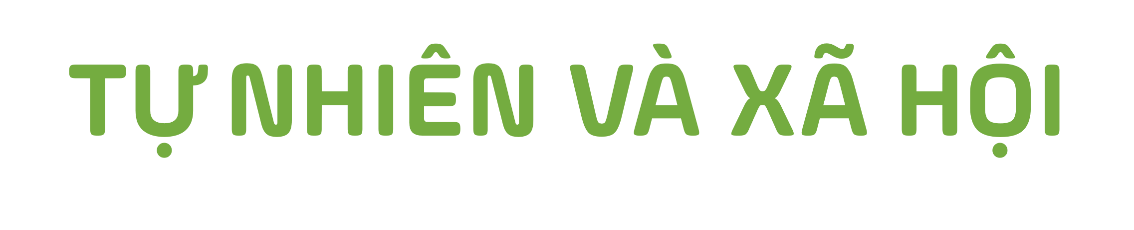 TỰ NHIÊN VÀ XÃ HỘI